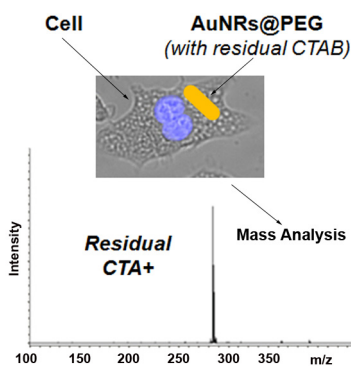 Cell
AuNRs@PEG
(with residual CTAB)
Mass Analysis
Residual
CTA+
Intensity
100 150 200 250 300 350 m/z